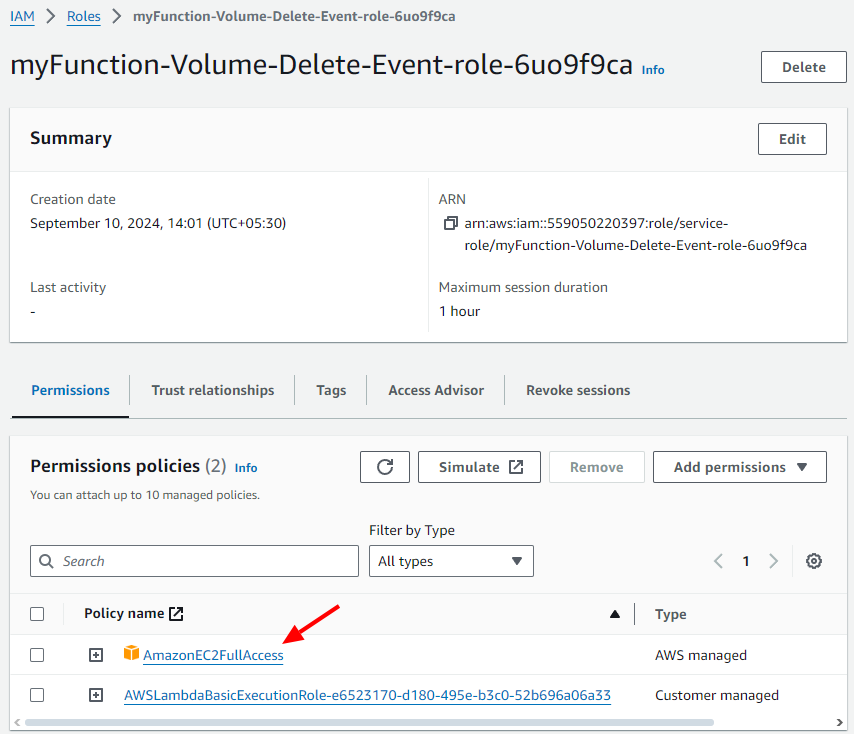 IAM > Roles > myFunction-Volume-Delete-Event-role-6uo9f9ca
myFunction-Volume-Delete-Event-role-6uo9f9ca Info
Delete
Summary
Edit
Creation date
September 10, 2024, 14:01 (UTC+05:30)
ARN
arn:aws:iam::559050220397:role/service-
role/myFunction-Volume-Delete-Event-role-6uo9f9ca
Last activity
-
Maximum session duration
1 hour
Permissions
Trust relationships
Tags
Access Advisor
Revoke sessions
Permissions policies (2) Info
Simulate
Remove
Add permissions
You can attach up to 10 managed policies.
Filter by Type
Search
All types
1
Policy name
Type
AmazonEC2FullAccess
AWS managed
AWSLambdaBasicExecutionRole-e6523170-d180-495e-b3c0-52b696a06a33
Customer managed